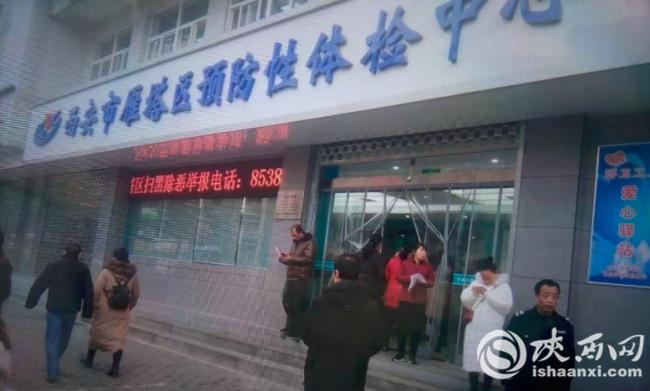 西安市雁塔区预防性体检中心
区扫黑除恶举报电话：8538
爱心驿站
陕西网
ishaanxi.com